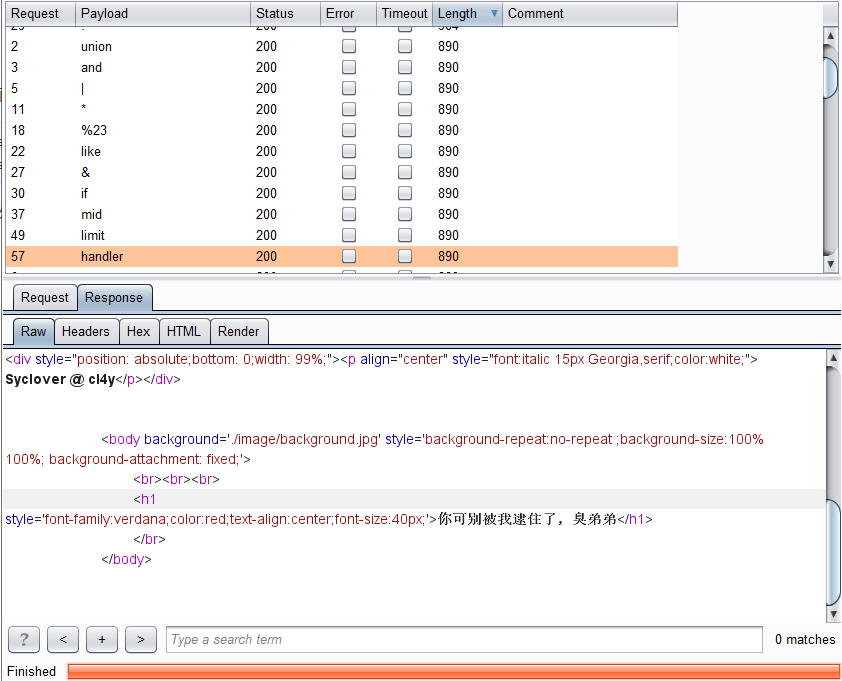 Request Payload Status Error Timeout Length Comment
2 union 200 890
3 and 200 890
5 | 200 890
11 * 200 890
18 %23 200 890
22 like 200 890
27 & 200 890
30 if 200 890
37 mid 200 890
49 limit 200 890
57 handler 200 890
Request Response
Raw Headers Hex HTML Render
<div style="position: absolute;bottom: 0;width: 99%;"><p align="center" style="font:italic 15px Georgia,serif;color:white;">
Syclover @ cl4y</p></div>
<body background='./image/background.jpg' style='background-repeat:no-repeat ;background-size:100%
100%; background-attachment: fixed;'>
<br><br><br>
<h1
style='font-family:verdana;color:red;text-align:center;font-size:40px;'>你可别被我逮住了，臭弟弟</h1>
</br>
</body>
? < + > Type a search term 0 matches
Finished